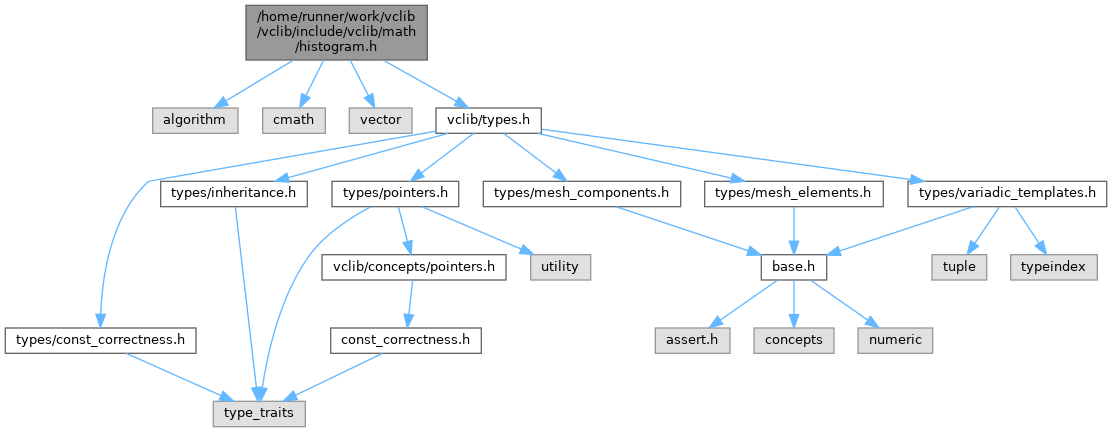 /home/runner/work/vclib
/vclib/include/vclib/math
/histogram.h
algorithm
cmath
vector
vclib/types.h
types/inheritance.h
types/pointers.h
types/mesh_components.h
types/mesh_elements.h
types/variadic_templates.h
vclib/concepts/pointers.h
utility
base.h
tuple
typeindex
types/const_correctness.h
const_correctness.h
assert.h
concepts
numeric
type_traits